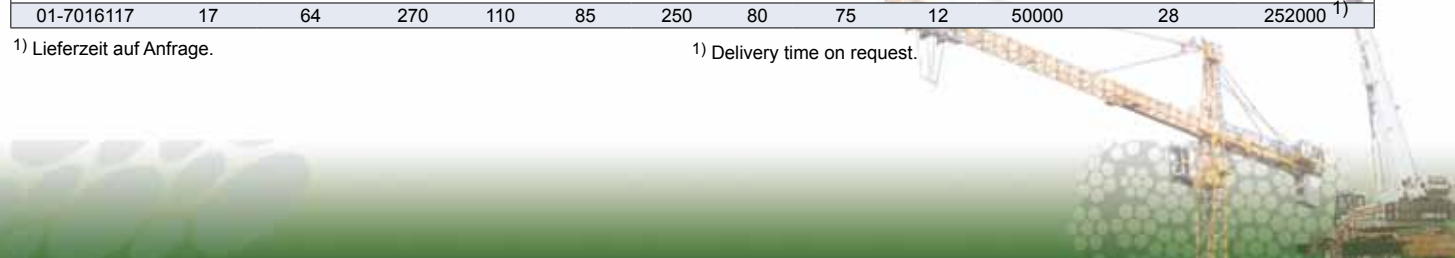 01-7016117 17 64 270 110 85 250 80 75 12 50000 28 252000 1)
1) Lieferzeit auf Anfrage.
1) Delivery time on request.